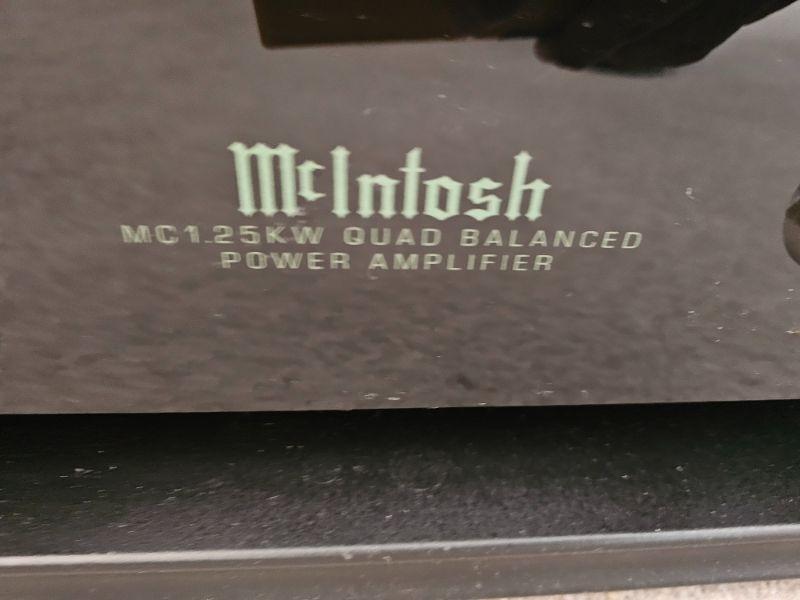 McIntosh
MC1.25KW QUAD BALANCED
POWER AMPLIFIER